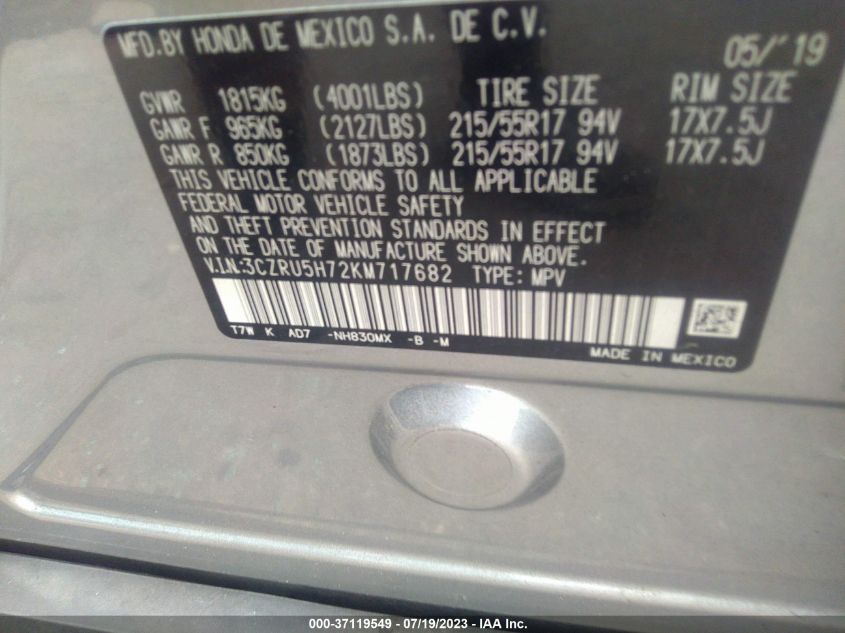 MFD.BY HONDA DE MEXICO S.A. DE C.V.
05/'19
GVWR 1815KG (4001LBS) TIRE SIZE RIM SIZE
GAWR F 965KG (2127LBS) 215/55R17 94V 17X7.5J
GAWR R 850KG (1873LBS) 215/55R17 94V 17X7.5J
THIS VEHICLE CONFORMS TO ALL APPLICABLE
FEDERAL MOTOR VEHICLE SAFETY
AND THEFT PREVENTION STANDARDS IN EFFECT
ON THE DATE OF MANUFACTURE SHOWN ABOVE.
V.I.N:3CZRU5H72KM717682 TYPE: MPV
T7W K AD7 -NH830MX -B -M
MADE IN MEXICO
000-37119549 - 07/19/2023 - IAA Inc.